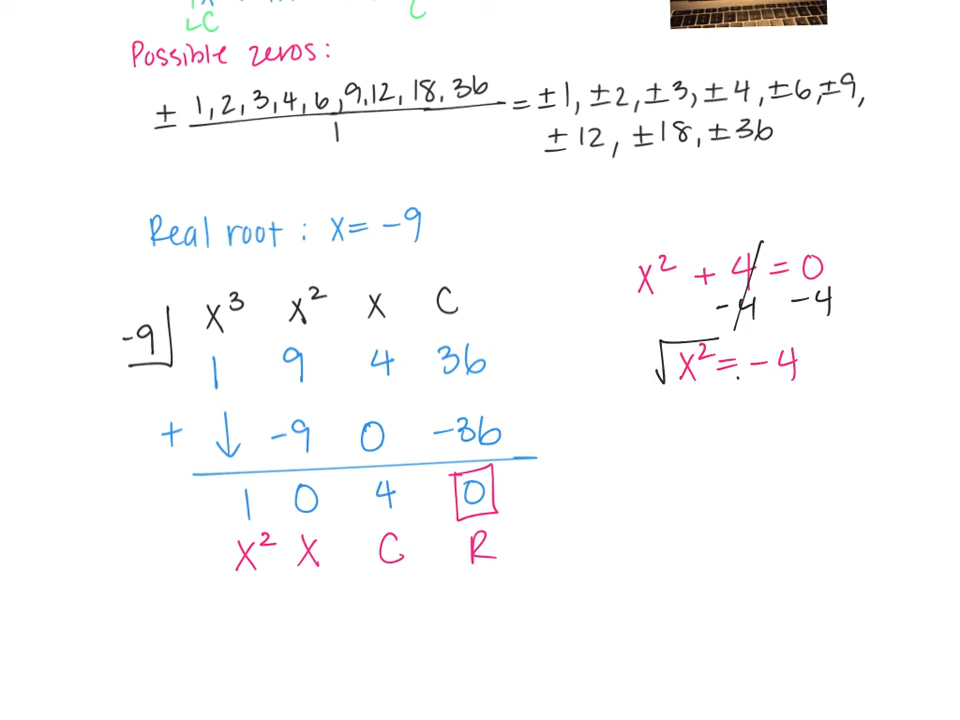 LC
C
Possible zeros:
± 1, 2, 3, 4, 6, 9, 12, 18, 36 = ±1, ±2, ±3, ±4, ±6, ±9,
1
±12, ±18, ±36
Real root: x = -9
-9 x³ x² x C
1 9 4 36
+ ↓ -9 0 -36
1 0 4 0
x² x C R
x² + 4 = 0
-4 -4
√x² = -4